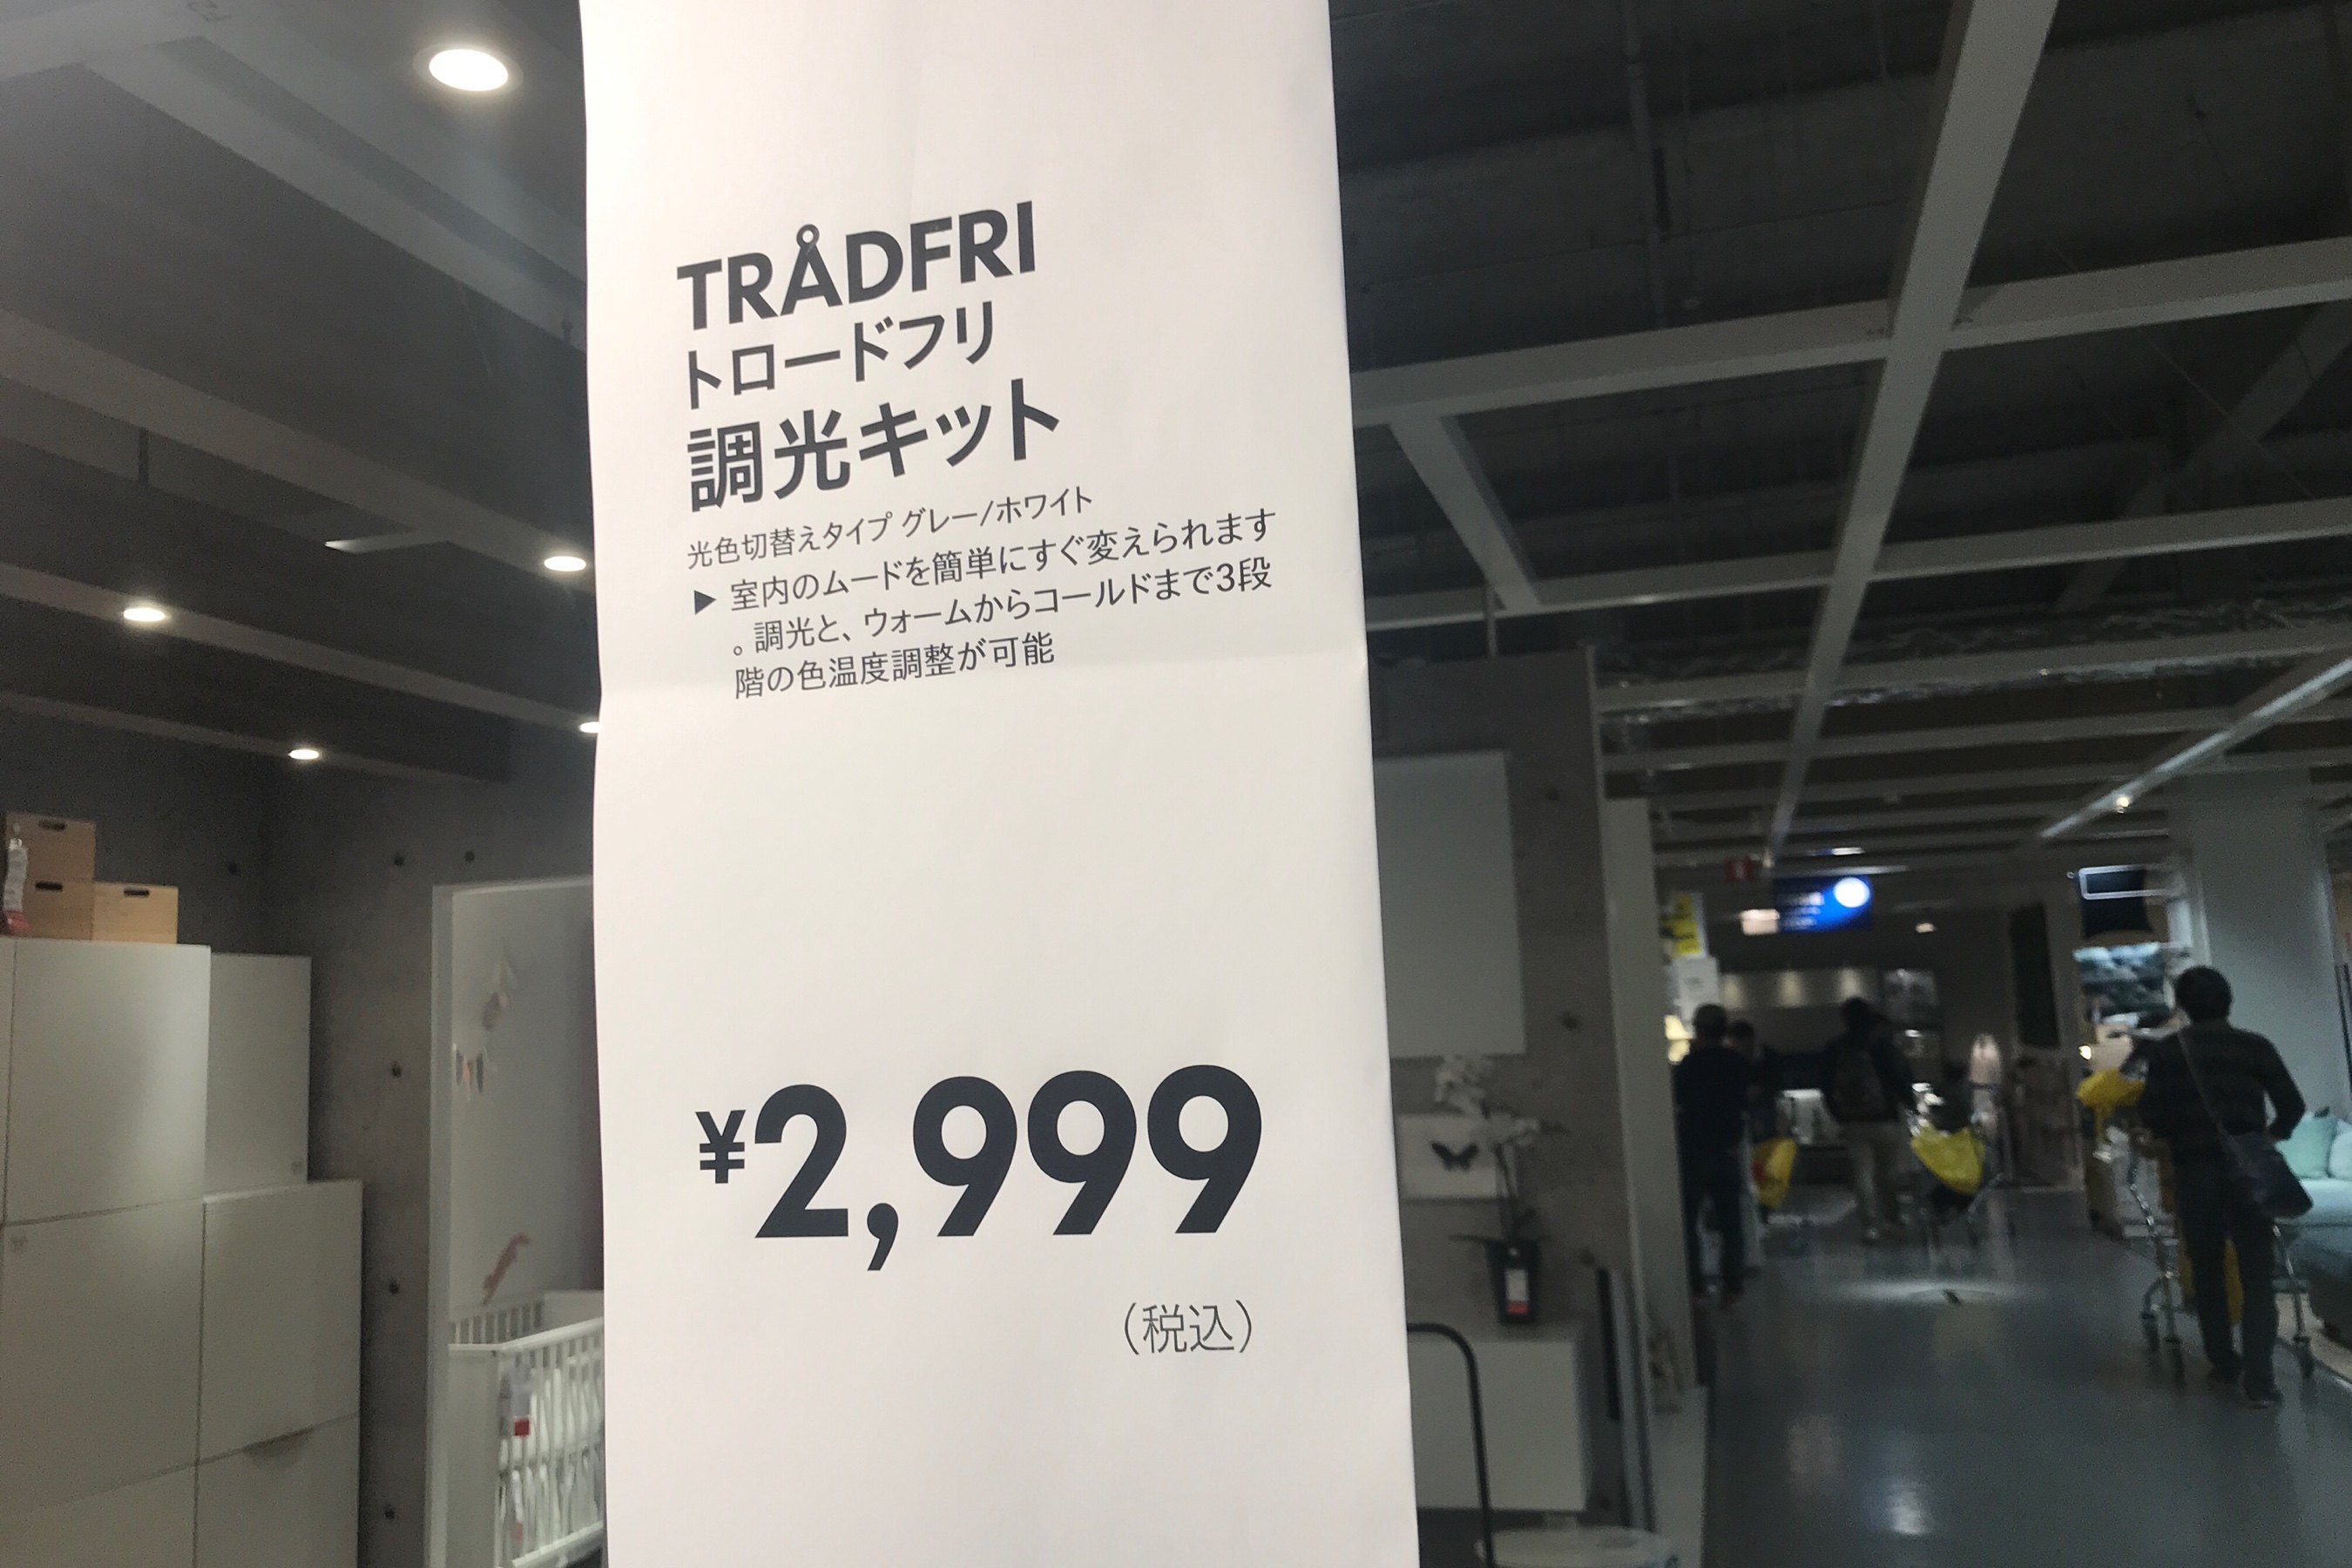 TRÅDFRI
トロードフリ
調光キット
光色切替えタイプ グレー/ホワイト
▶ 室内のムードを簡単にすぐ変えられます
。調光と、ウォームからコールドまで3段
階の色温度調整が可能
¥2,999
（税込）